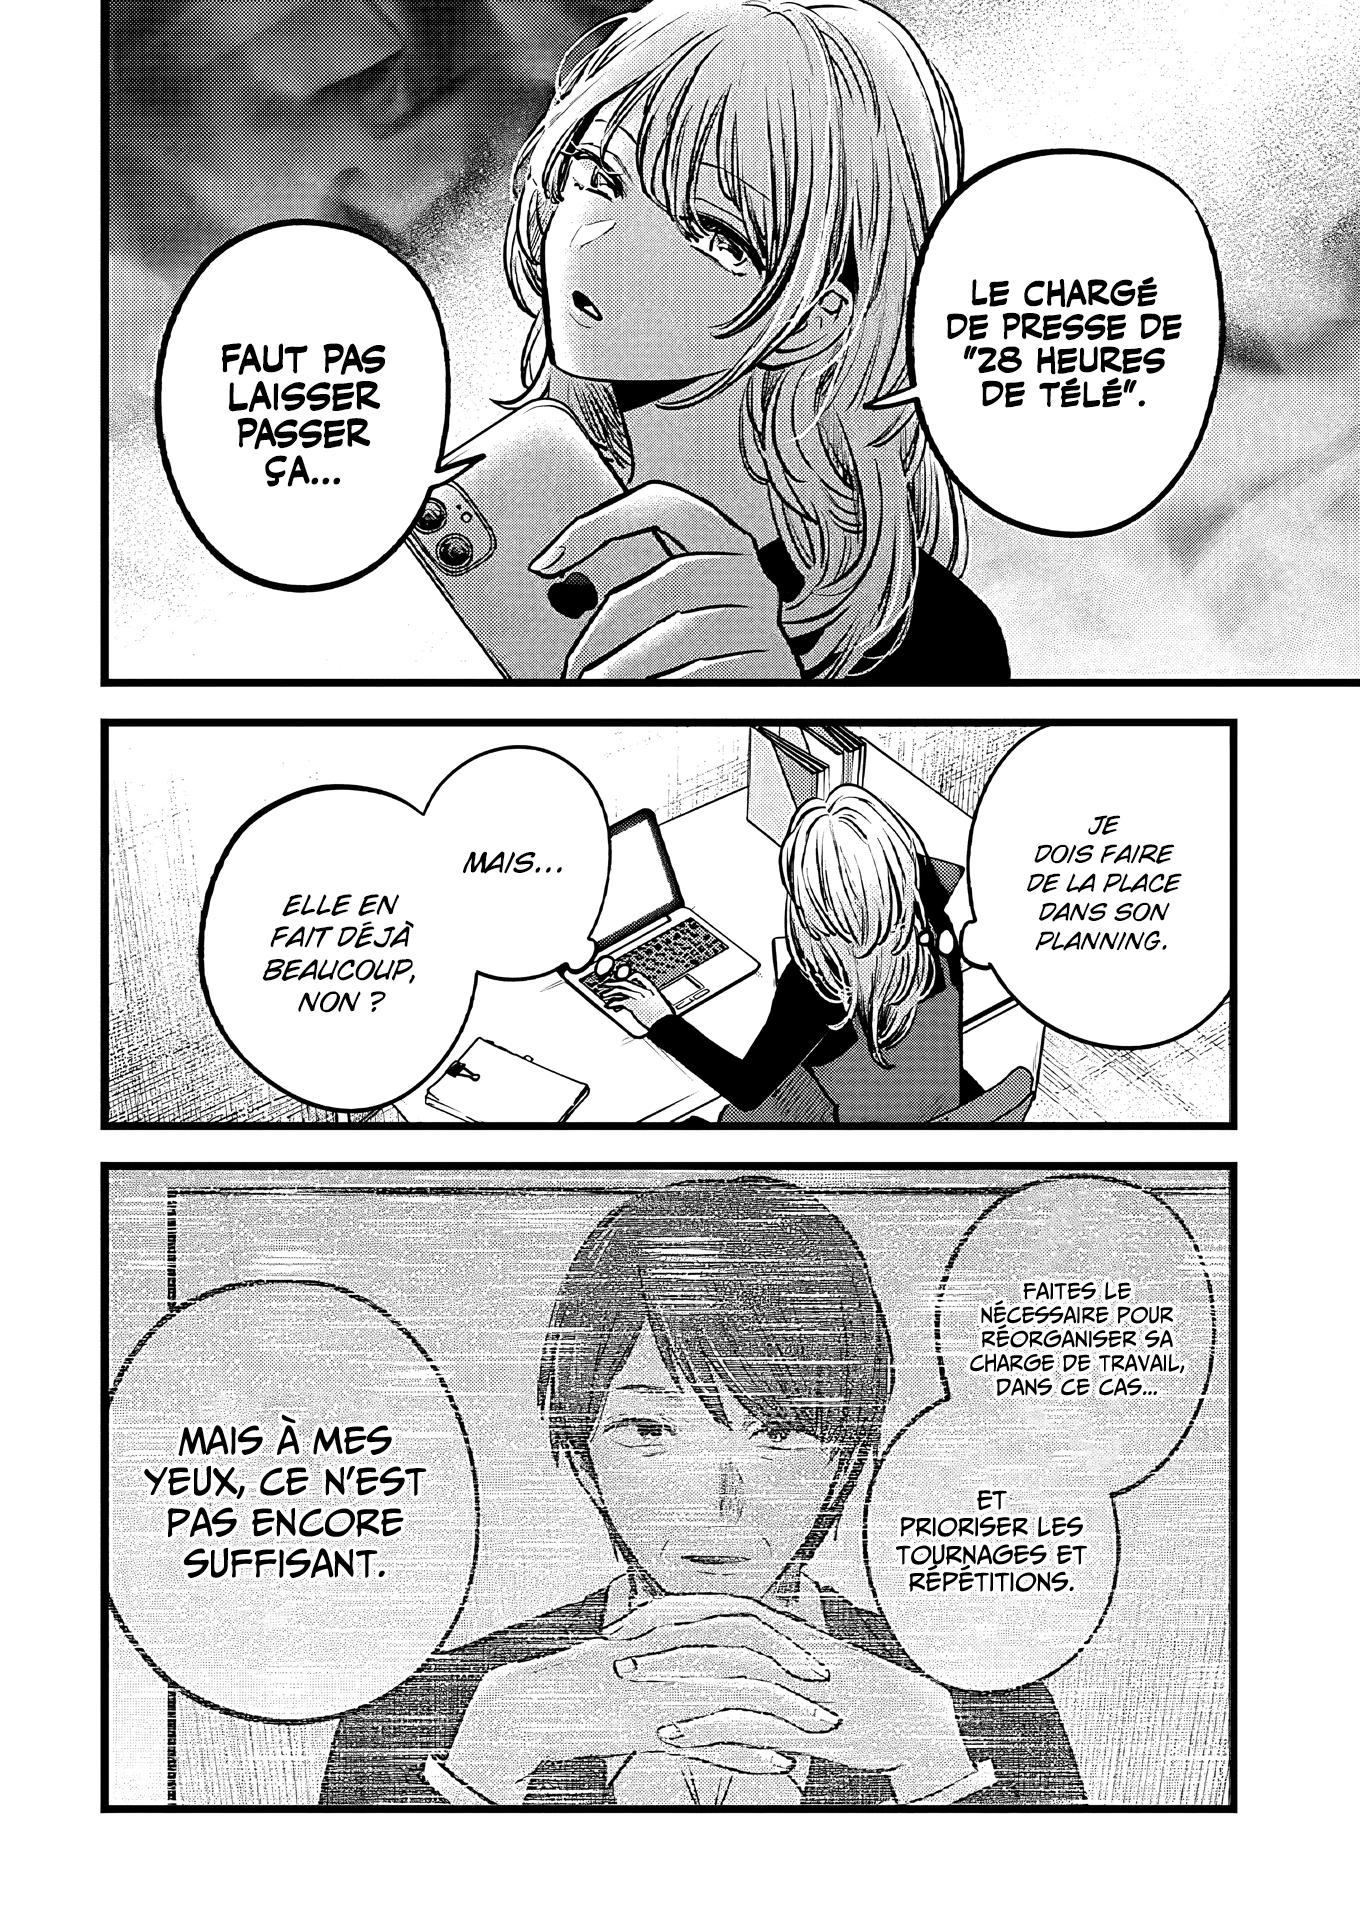 LE CHARGÉ
DE PRESSE DE
"28 HEURES
DE TÉLÉ".
FAUT PAS
LAISSER
PASSER
ÇA...
JE
DOIS FAIRE
DE LA PLACE
DANS SON
PLANNING.
MAIS...
ELLE EN
FAIT DÉJÀ
BEAUCOUP,
NON ?
FAITES LE
NÉCESSAIRE POUR
RÉORGANISER SA
CHARGE DE TRAVAIL,
DANS CE CAS...
ET
PRIORISER LES
TOURNAGES ET
RÉPÉTITIONS.
MAIS À MES
YEUX, CE N'EST
PAS ENCORE
SUFFISANT.